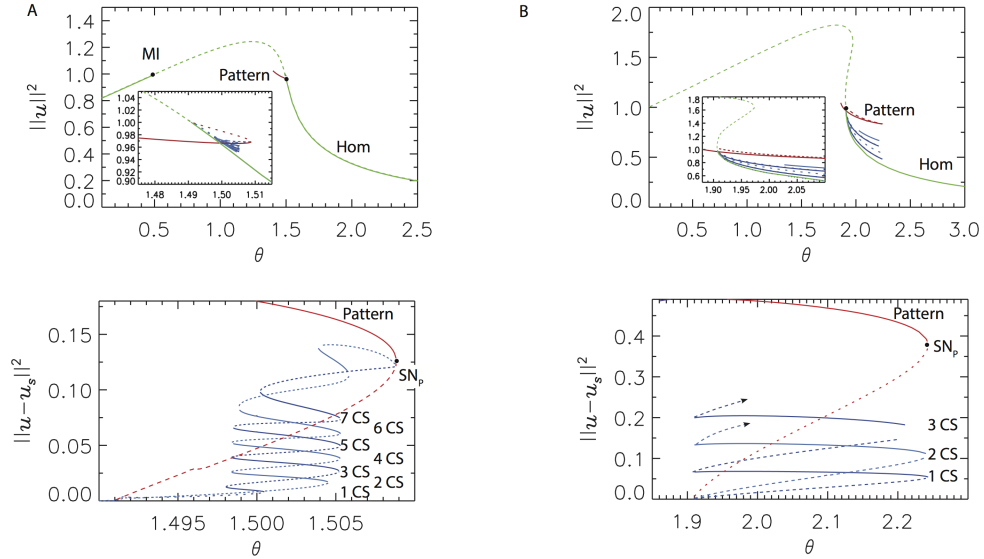 A
1.4
1.2
1.0
0.8
0.6
0.4
0.2
0.0
||u||²
MI
Pattern
Hom
1.04
1.02
1.00
0.98
0.96
0.94
0.92
0.90
1.48
1.49
1.50
1.51
0.5
1.0
1.5
2.0
2.5
θ
B
2.0
1.5
1.0
0.5
0.0
||u||²
Pattern
Hom
1.8
1.6
1.4
1.2
1.0
0.8
0.6
1.90
1.95
2.00
2.05
0.5
1.0
1.5
2.0
2.5
3.0
θ
0.15
0.10
0.05
0.00
||u−uₛ||²
Pattern
SNₚ
7 CS
6 CS
5 CS
4 CS
3 CS
2 CS
1 CS
1.495
1.500
1.505
θ
0.4
0.3
0.2
0.1
0.0
||u−uₛ||²
Pattern
SNₚ
3 CS
2 CS
1 CS
1.9
2.0
2.1
2.2
θ